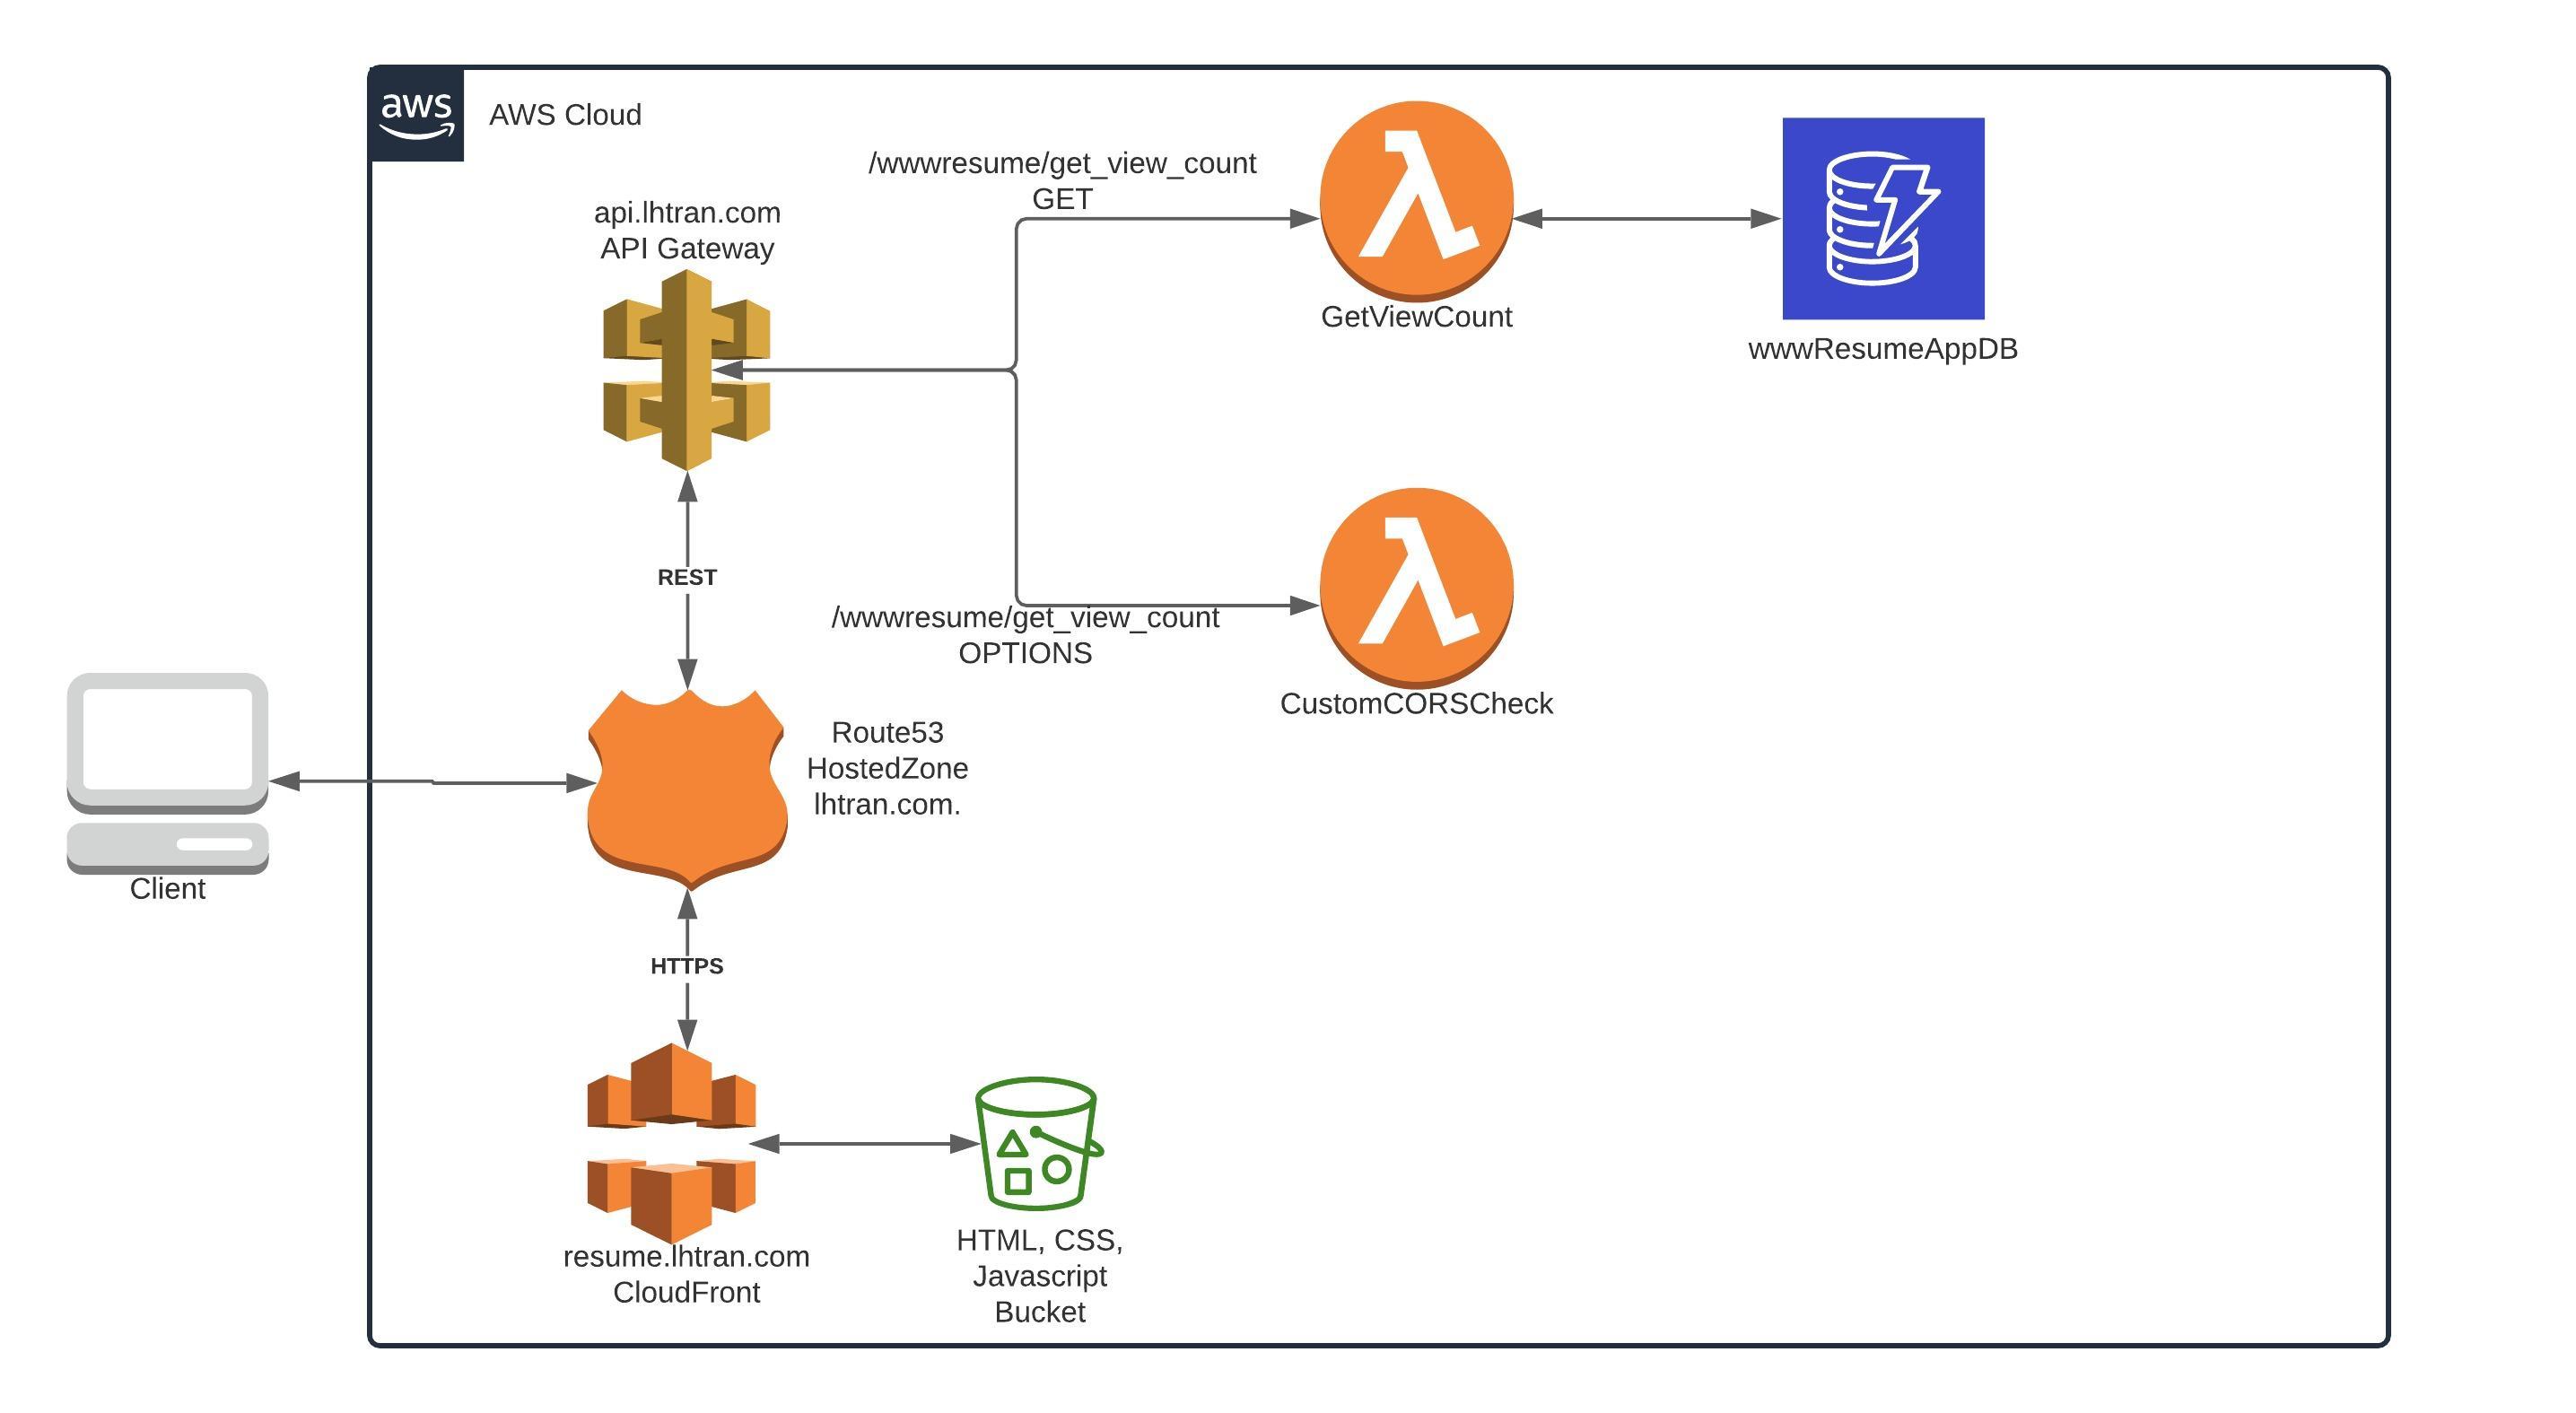 aws
AWS Cloud
/wwwresume/get_view_count
GET
api.lhtran.com
API Gateway
GetViewCount
wwwResumeAppDB
REST
/wwwresume/get_view_count
OPTIONS
CustomCORSCheck
Route53
HostedZone
lhtran.com.
Client
HTTPS
resume.lhtran.com
CloudFront
HTML, CSS,
Javascript
Bucket